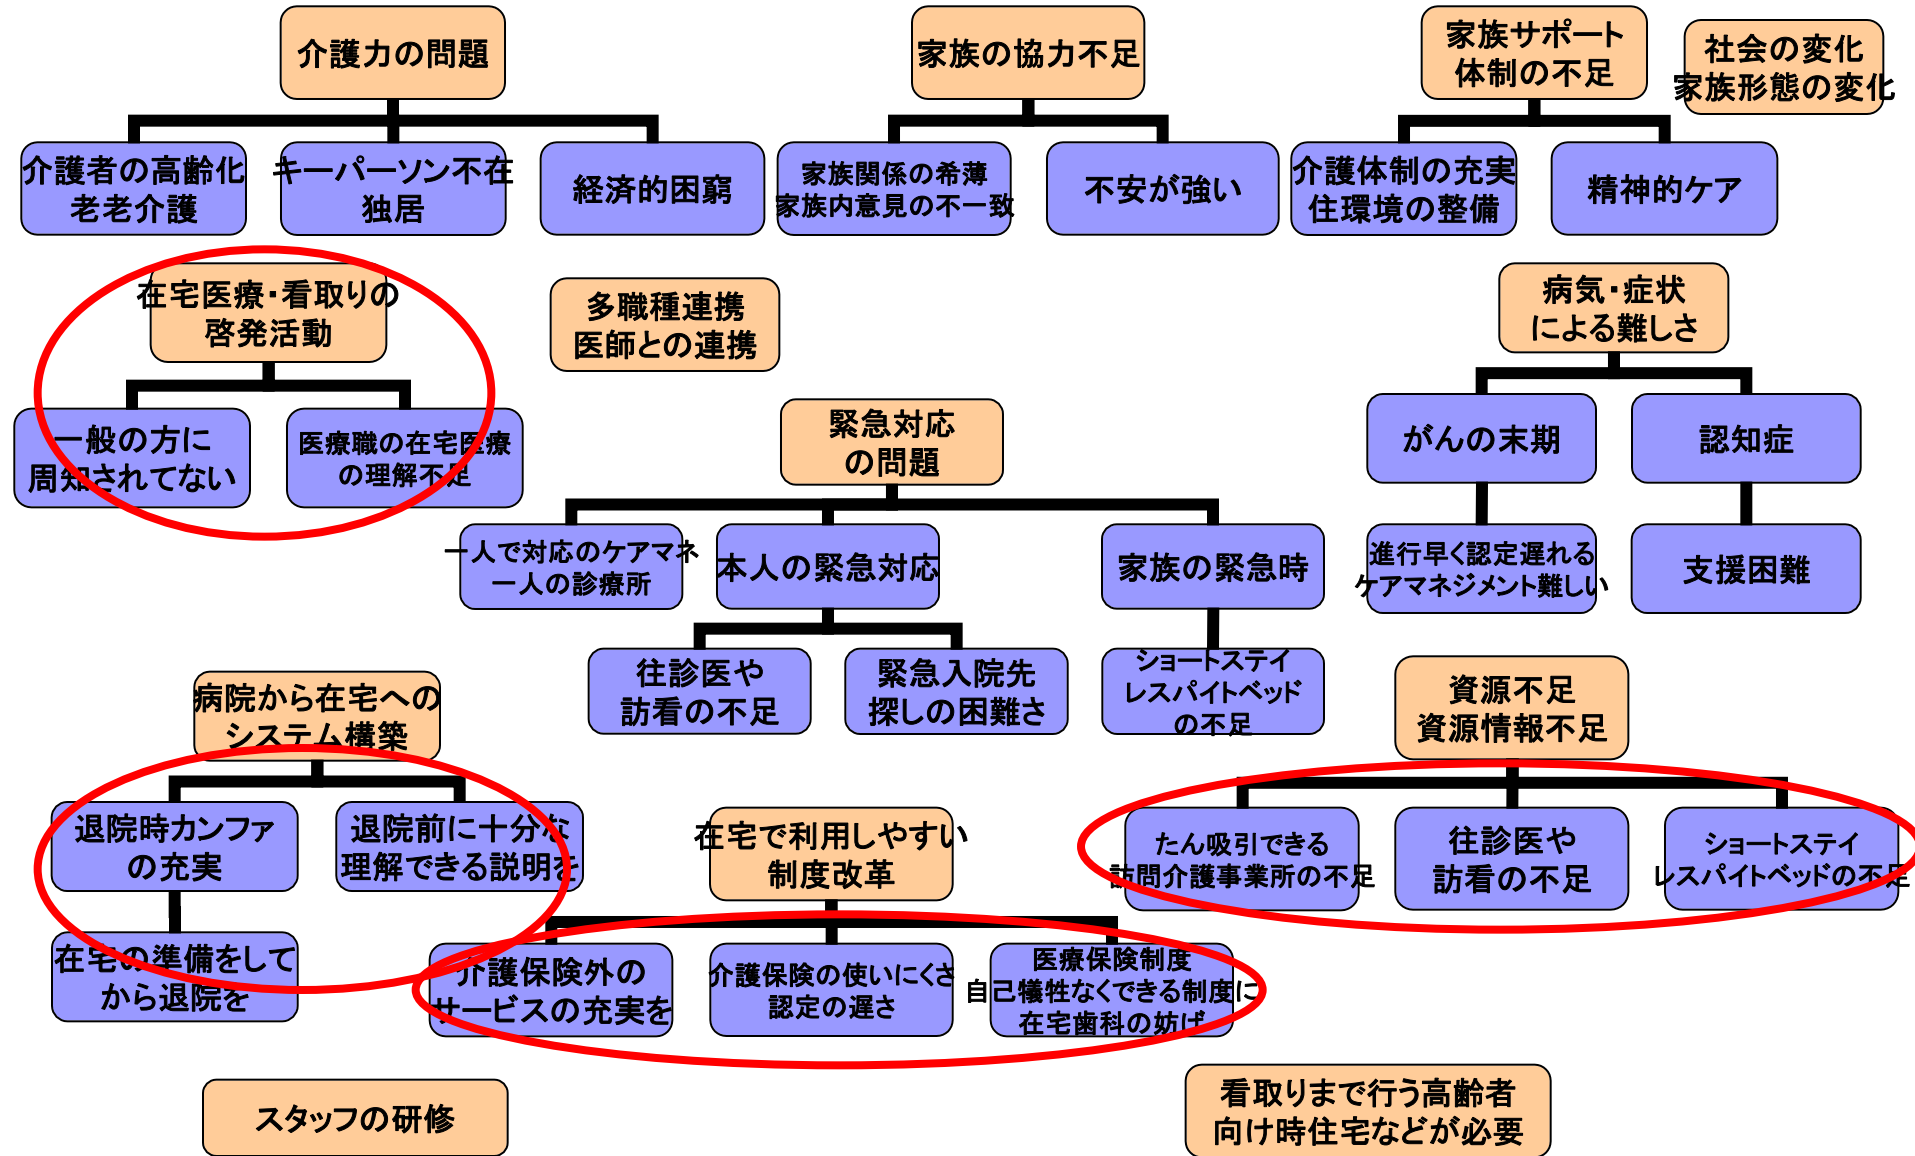 介護力の問題
介護者の高齢化
老老介護
キーパーソン不在
独居
経済的困窮
家族の協力不足
家族関係の希薄
家族内意見の不一致
不安が強い
家族サポート
体制の不足
介護体制の充実
住環境の整備
精神的ケア
社会の変化
家族形態の変化
在宅医療・看取りの
啓発活動
一般の方に
周知されてない
医療職の在宅医療
の理解不足
多職種連携
医師との連携
病気・症状
による難しさ
がんの末期
進行早く認定遅れる
ケアマネジメント難しい
認知症
支援困難
緊急対応
の問題
一人で対応のケアマネ
一人の診療所
本人の緊急対応
往診医や
訪看の不足
緊急入院先
探しの困難さ
家族の緊急時
ショートステイ
レスパイトベッド
の不足
病院から在宅への
システム構築
退院時カンファ
の充実
在宅の準備をして
から退院を
退院前に十分な
理解できる説明を
在宅で利用しやすい
制度改革
介護保険外の
サービスの充実を
介護保険の使いにくさ
認定の遅さ
医療保険制度
自己犠牲なくできる制度に
在宅歯科の妨げ
資源不足
資源情報不足
たん吸引できる
訪問介護事業所の不足
往診医や
訪看の不足
ショートステイ
レスパイトベッドの不足
スタッフの研修
看取りまで行う高齢者
向け時住宅などが必要